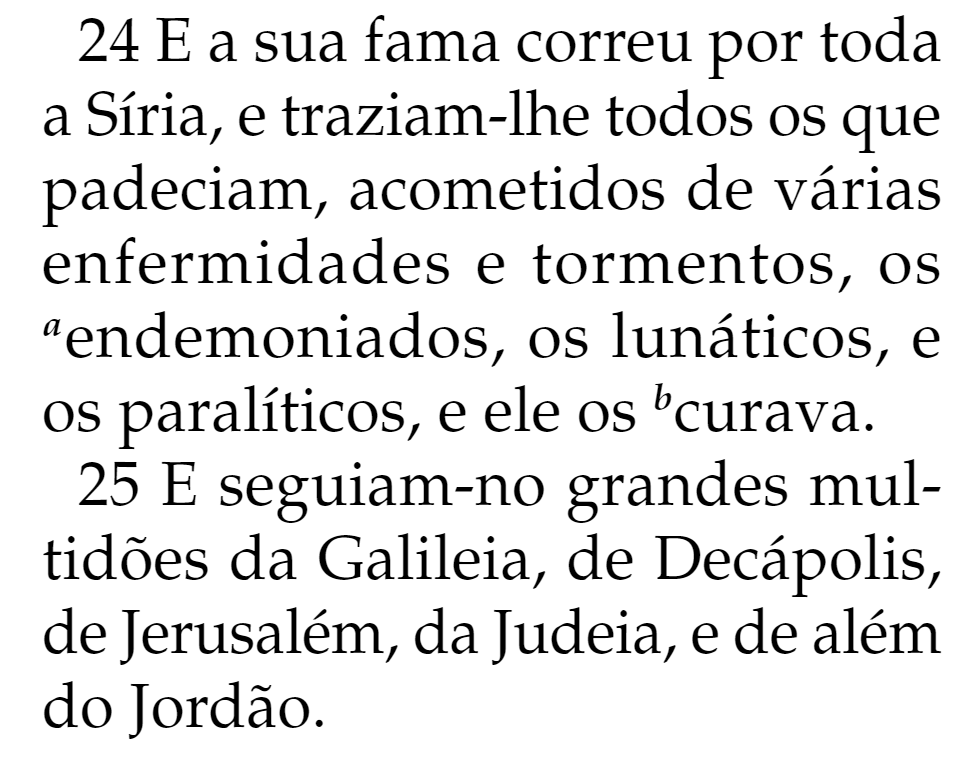 24 E a sua fama correu por toda
a Síria, e traziam-lhe todos os que
padeciam, acometidos de várias
enfermidades e tormentos, os
ᵃendemoniados, os lunáticos, e
os paralíticos, e ele os ᵇcurava.
25 E seguiam-no grandes mul-
tidões da Galileia, de Decápolis,
de Jerusalém, da Judeia, e de além
do Jordão.